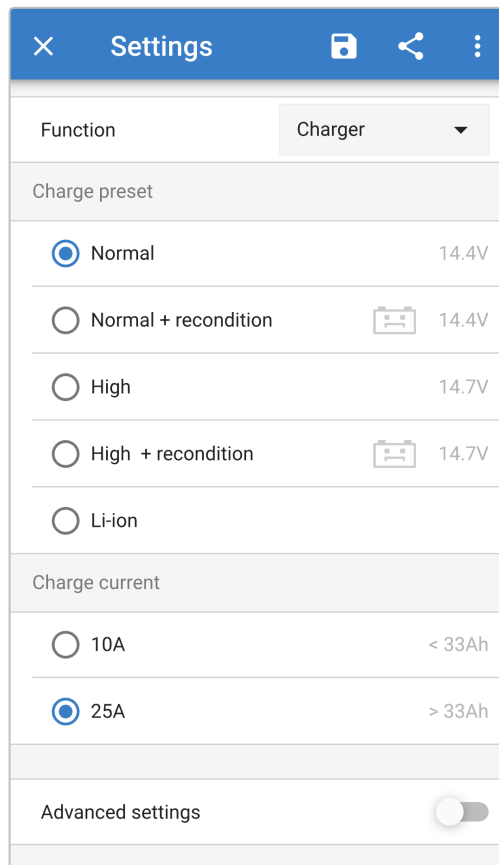 Settings
Function Charger
Charge preset
Normal 14.4V
Normal + recondition 14.4V
High 14.7V
High + recondition 14.7V
Li-ion
Charge current
10A < 33Ah
25A > 33Ah
Advanced settings